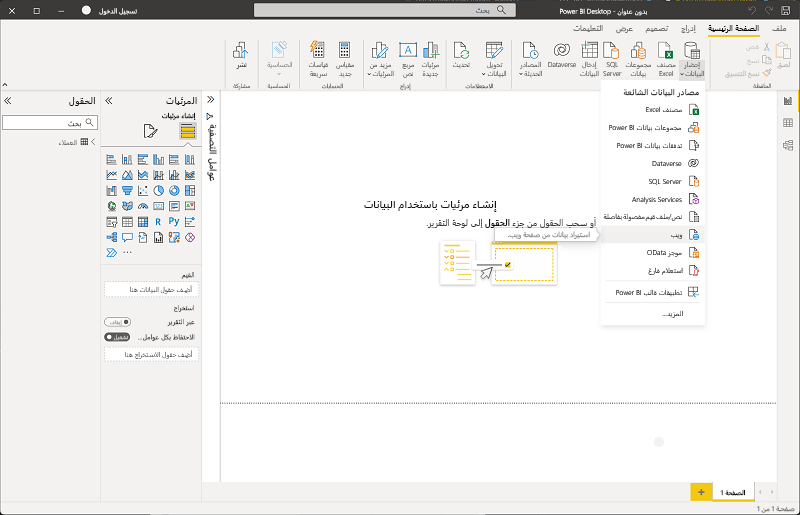 بدون عنوان - Power BI Desktop
بحث
تسجيل الدخول
ملف
الصفحة الرئيسية
إدراج
تصميم
عرض
التعليمات
لصق
قص
نسخ
نسخ التنسيق
الحافظة
إحضار البيانات
مصنف Excel
مجموعات بيانات
SQL Server
إدخال البيانات
Dataverse
المصادر الحديثة
تحويل البيانات
تحديث
الاستعلامات
مرئيات جديدة
مربع نص
مزيد من المرئيات
إدراج
مقياس جديد
قياسات سريعة
الحسابات
الحساسية
الحساسية
نشر
مشاركة
مصادر البيانات الشائعة
مصنف Excel
مجموعات بيانات Power BI
تدفقات بيانات Power BI
Dataverse
SQL Server
Analysis Services
نص/ملف قيم مفصولة بفاصلة
ويب
موجز OData
استعلام فارغ
تطبيقات قالب Power BI
المزيد...
استيراد بيانات من صفحة ويب.
إنشاء مرئيات باستخدام البيانات
أو سحب الحقول من جزء الحقول إلى لوحة التقرير.
عوامل التصفية
المرئيات
إنشاء مرئيات
القيم
أضف حقول البيانات هنا
استخراج
عبر التقرير
إيقاف
الاحتفاظ بكل عوامل...
تشغيل
أضف حقول الاستخراج هنا
الحقول
بحث
العملاء
الصفحة 1
صفحة 1 من 1